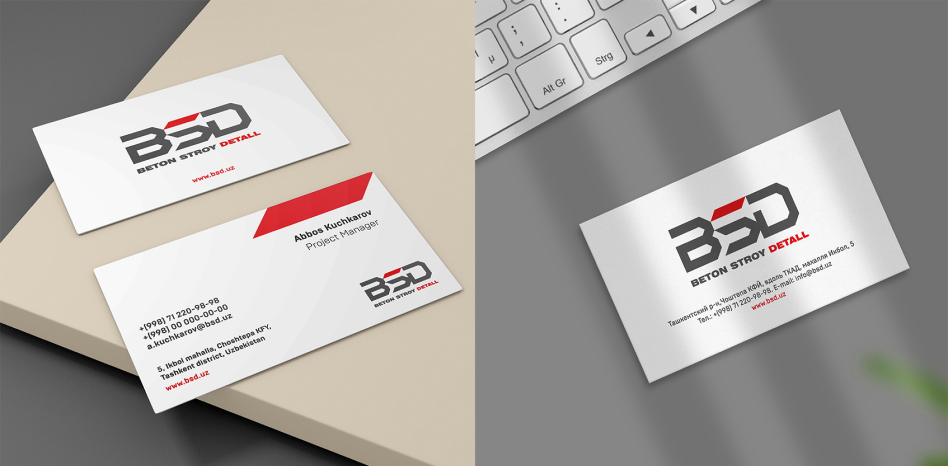 BSD
BETON STROY DETALL
www.bsd.uz
Abbos Kuchkarov
Project Manager
BSD
BETON STROY DETALL
+(998) 71 220-98-98
+(998) 00 000-00-00
a.kuchkarov@bsd.uz
5, Ikbol mahalla, Choshtepa KFY,
Tashkent district, Uzbekistan
www.bsd.uz
; ,
: .
µ
Alt Gr
Strg
◄
BSD
BETON STROY DETALL
Ташкентский р-н,Чоштепа КФЙ, вдоль ТКАД, махалля Икбол, 5
Тел.: +(998) 71 220-98-98. E-mail: info@bsd.uz
www.bsd.uz